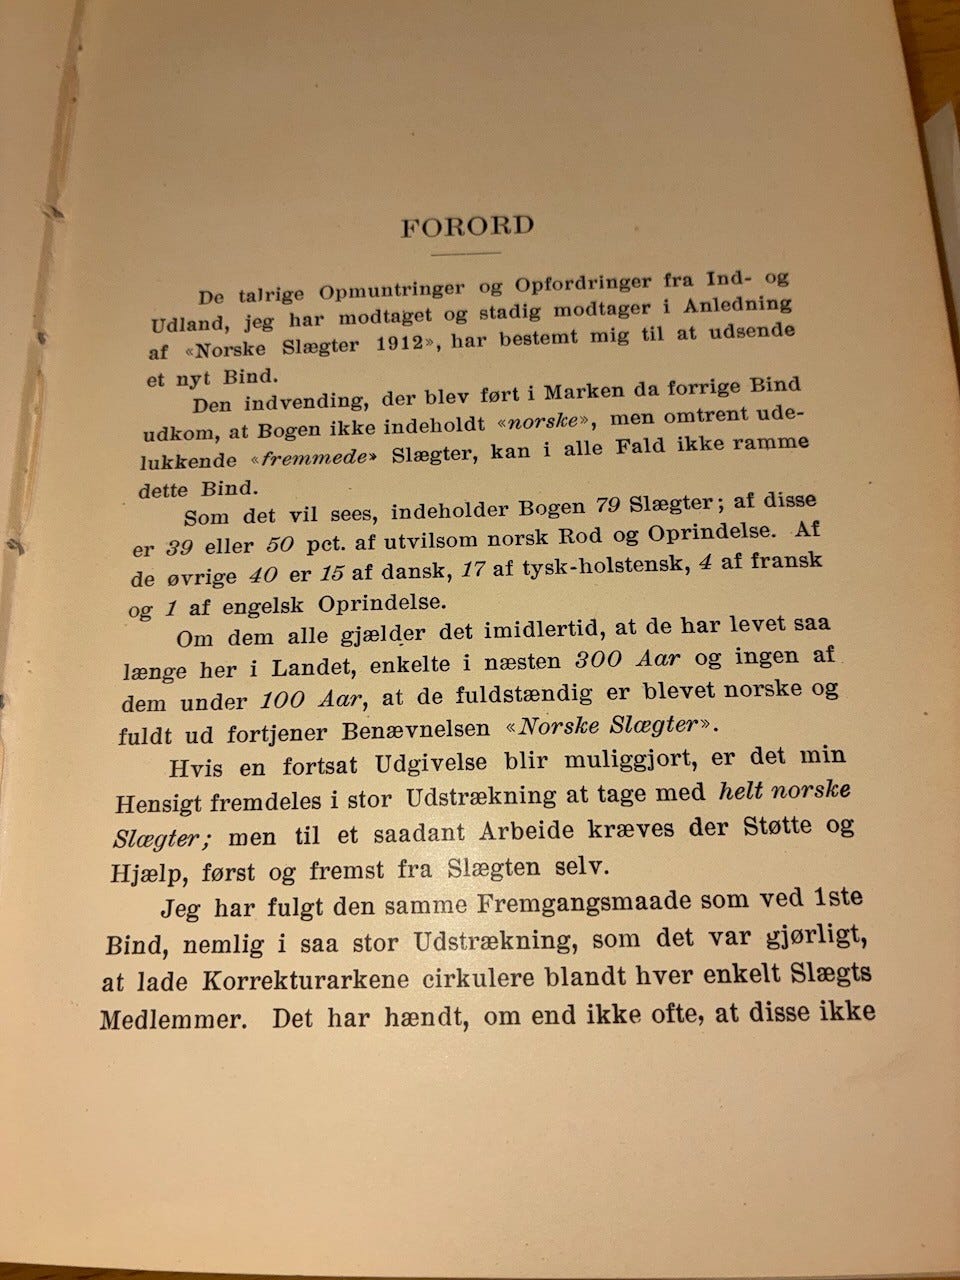 FORORD
De talrige Opmuntringer og Opfordringer fra Ind- og
Udland, jeg har modtaget og stadig modtager i Anledning
af «Norske Slægter 1912», har bestemt mig til at udsende
et nyt Bind.
Den indvending, der blev ført i Marken da forrige Bind
udkom, at Bogen ikke indeholdt «norske», men omtrent ude-
lukkende «fremmede» Slægter, kan i alle Fald ikke ramme
dette Bind.
Som det vil sees, indeholder Bogen 79 Slægter; af disse
er 39 eller 50 pct. af utvilsom norsk Rod og Oprindelse. Af
de øvrige 40 er 15 af dansk, 17 af tysk-holstensk, 4 af fransk
og 1 af engelsk Oprindelse.
Om dem alle gjælder det imidlertid, at de har levet saa
længe her i Landet, enkelte i næsten 300 Aar og ingen af
dem under 100 Aar, at de fuldstændig er blevet norske og
fuldt ud fortjener Benævnelsen «Norske Slægter».
Hvis en fortsat Udgivelse blir muliggjort, er det min
Hensigt fremdeles i stor Udstrækning at tage med helt norske
Slægter; men til et saadant Arbeide kræves der Støtte og
Hjælp, først og fremst fra Slægten selv.
Jeg har fulgt den samme Fremgangsmaade som ved 1ste
Bind, nemlig i saa stor Udstrækning, som det var gjørligt,
at lade Korrekturarkene cirkulere blandt hver enkelt Slægts
Medlemmer. Det har hændt, om end ikke ofte, at disse ikke